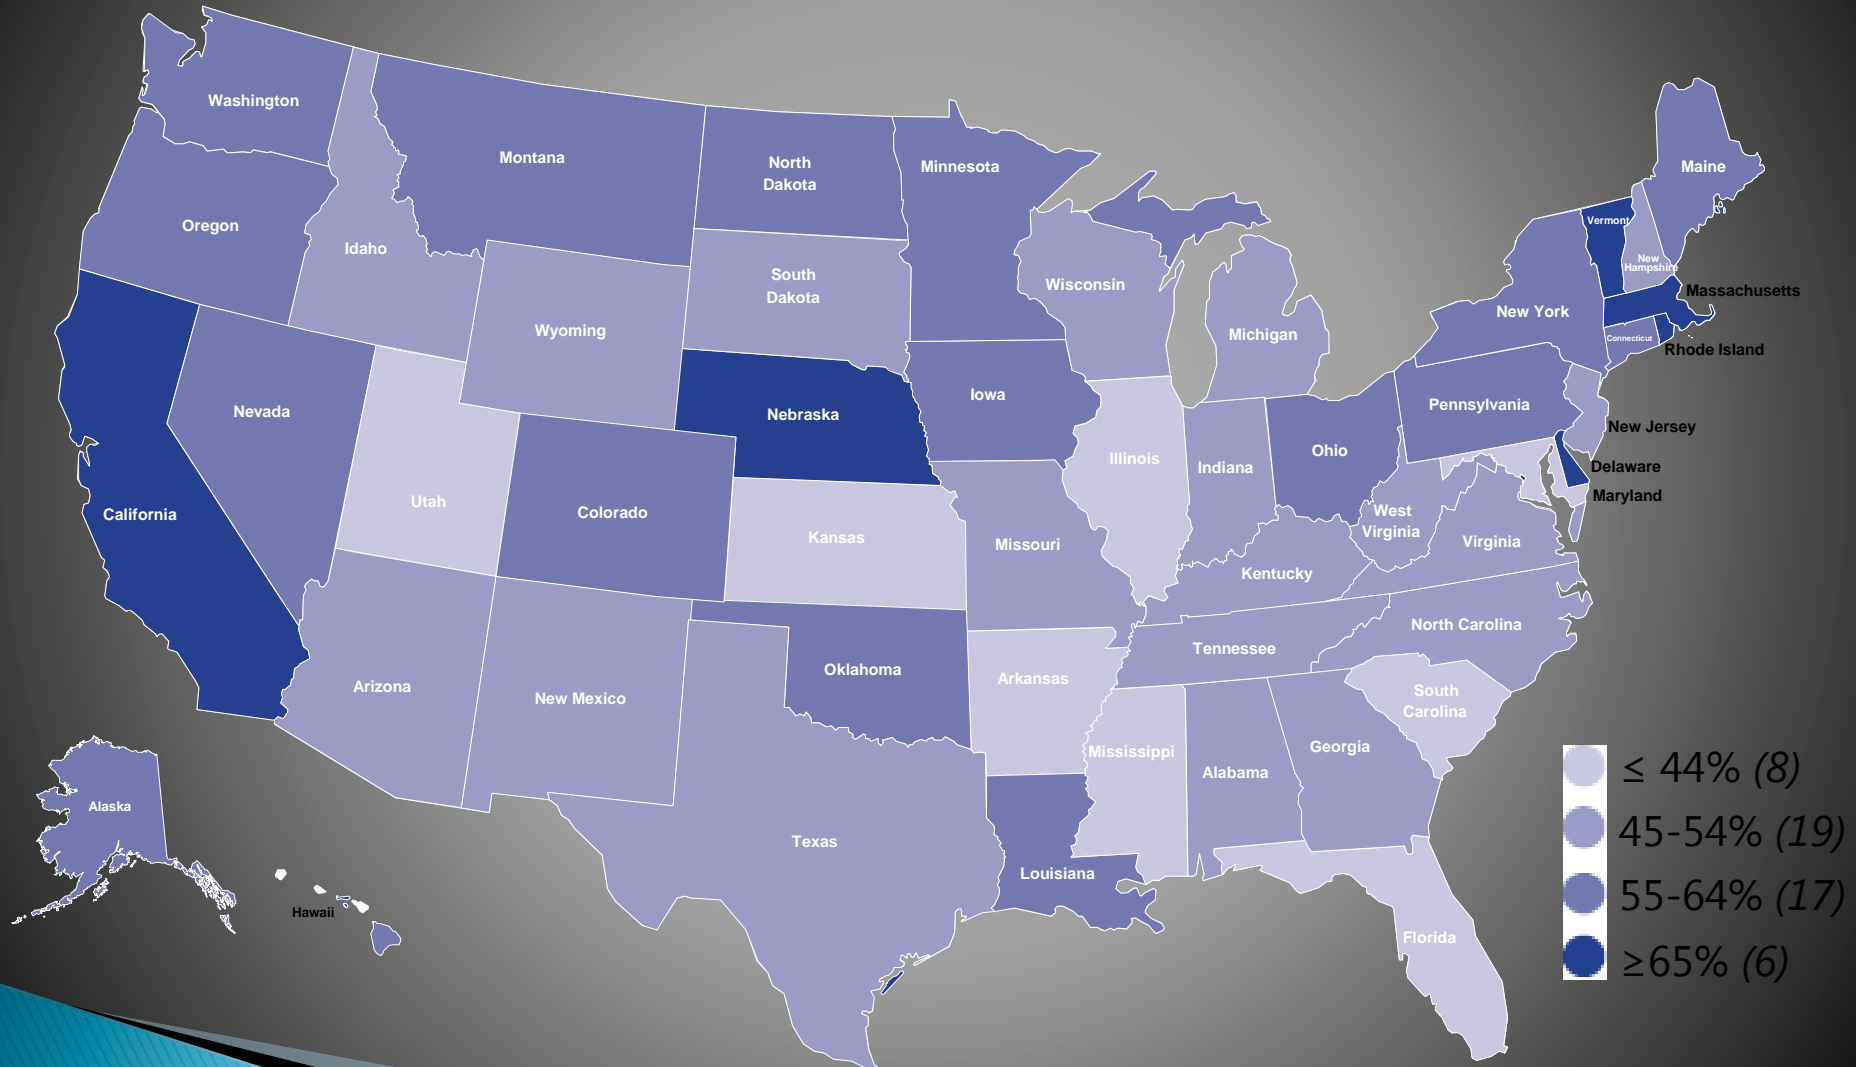 Washington
Montana
North
Dakota
Minnesota
Maine
Oregon
Idaho
Vermont
South
Dakota
Wisconsin
New
Hampshire
Massachusetts
Wyoming
Michigan
New York
Connecticut
Rhode Island
Nevada
Nebraska
Iowa
Pennsylvania
New Jersey
Utah
Illinois
Indiana
Ohio
Delaware
Maryland
California
Colorado
Kansas
Missouri
West
Virginia
Virginia
Kentucky
North Carolina
Tennessee
Arizona
New Mexico
Oklahoma
Arkansas
South
Carolina
Mississippi
Alabama
Georgia
Alaska
Texas
Louisiana
Hawaii
Florida
≤ 44% (8)
45-54% (19)
55-64% (17)
≥65% (6)